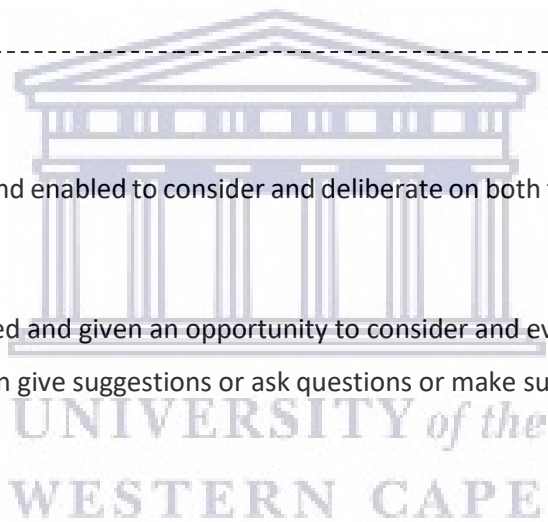 nd enabled to consider and deliberate on both
ed and given an opportunity to consider and ev
n give suggestions or ask questions or make su
UNIVERSITY of the
WESTERN CAPE